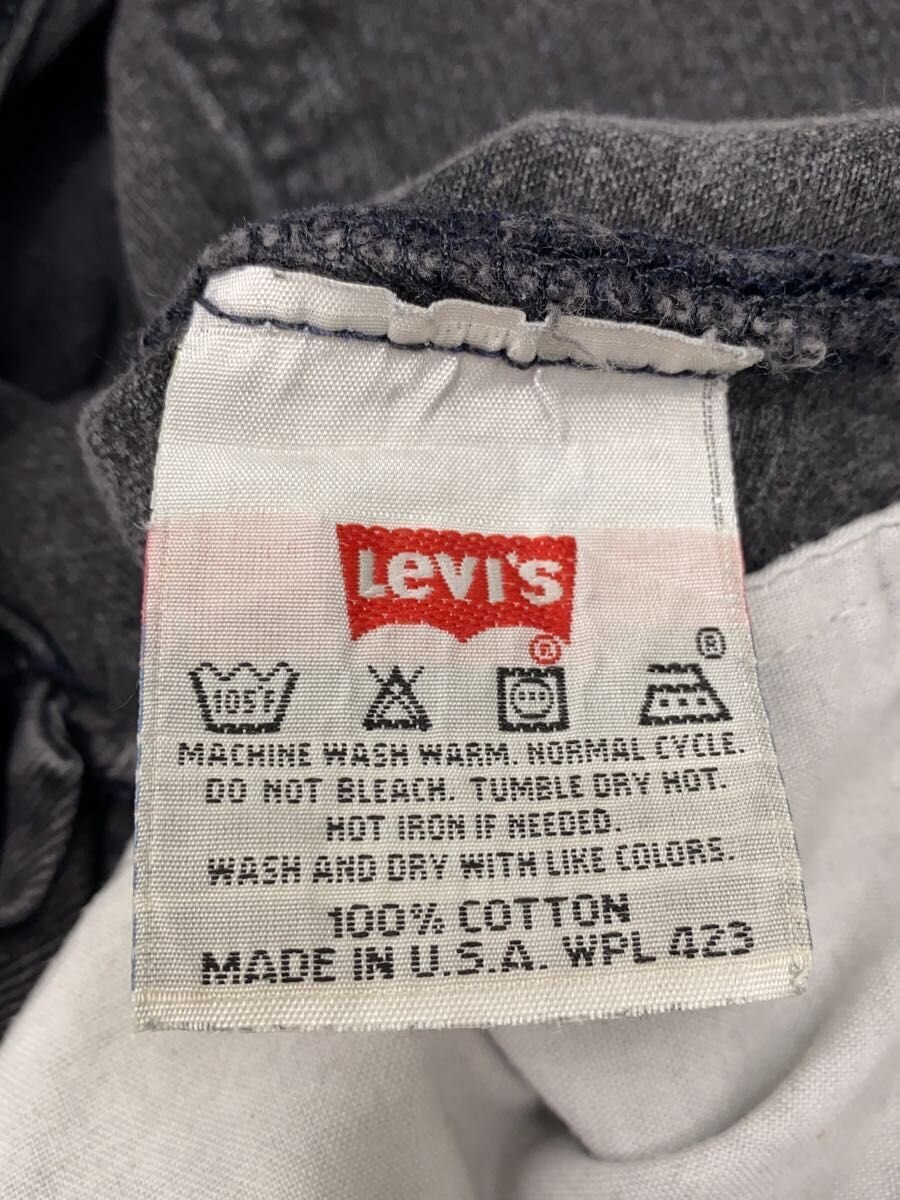 Levi's
®
®
105°F
MACHINE WASH WARM. NORMAL CYCLE.
DO NOT BLEACH. TUMBLE DRY HOT.
HOT IRON IF NEEDED.
WASH AND DRY WITH LIKE COLORS.
100% COTTON
MADE IN U.S.A. WPL 423